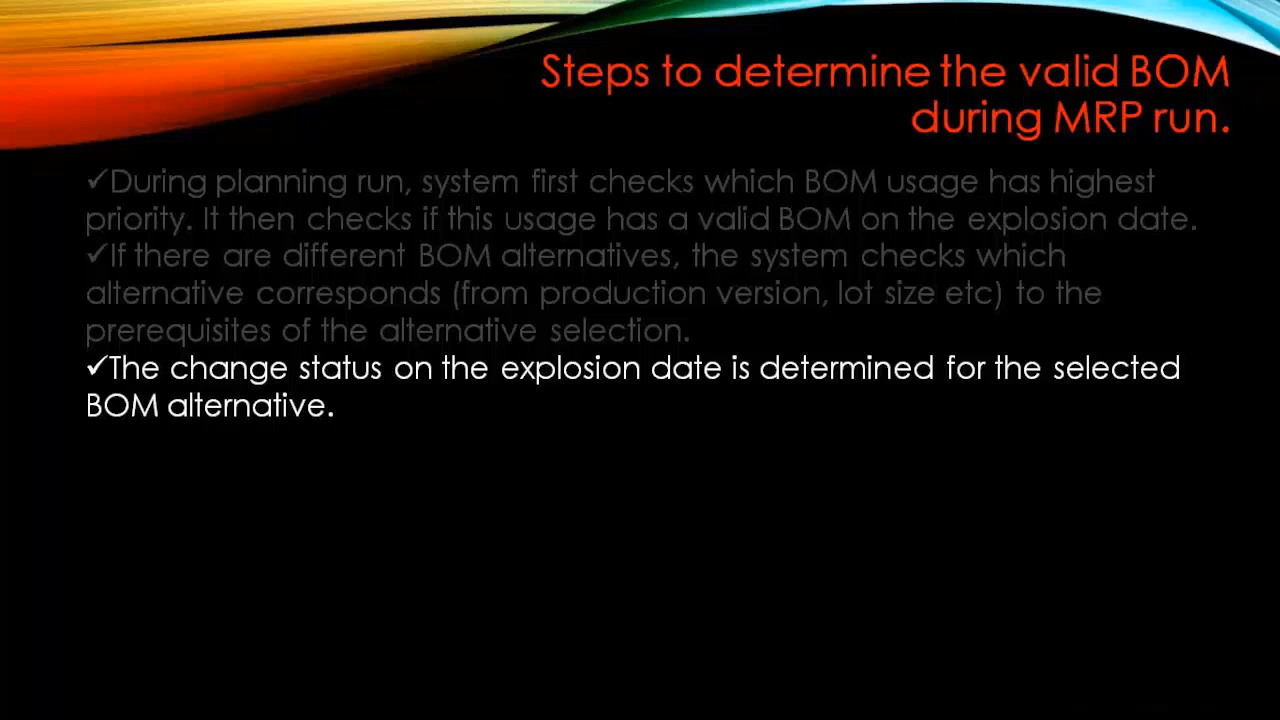 Steps to determine the valid BOM
during MRP run.
✓During planning run, system first checks which BOM usage has highest
priority. It then checks if this usage has a valid BOM on the explosion date.
✓If there are different BOM alternatives, the system checks which
alternative corresponds (from production version, lot size etc) to the
prerequisites of the alternative selection.
✓The change status on the explosion date is determined for the selected
BOM alternative.